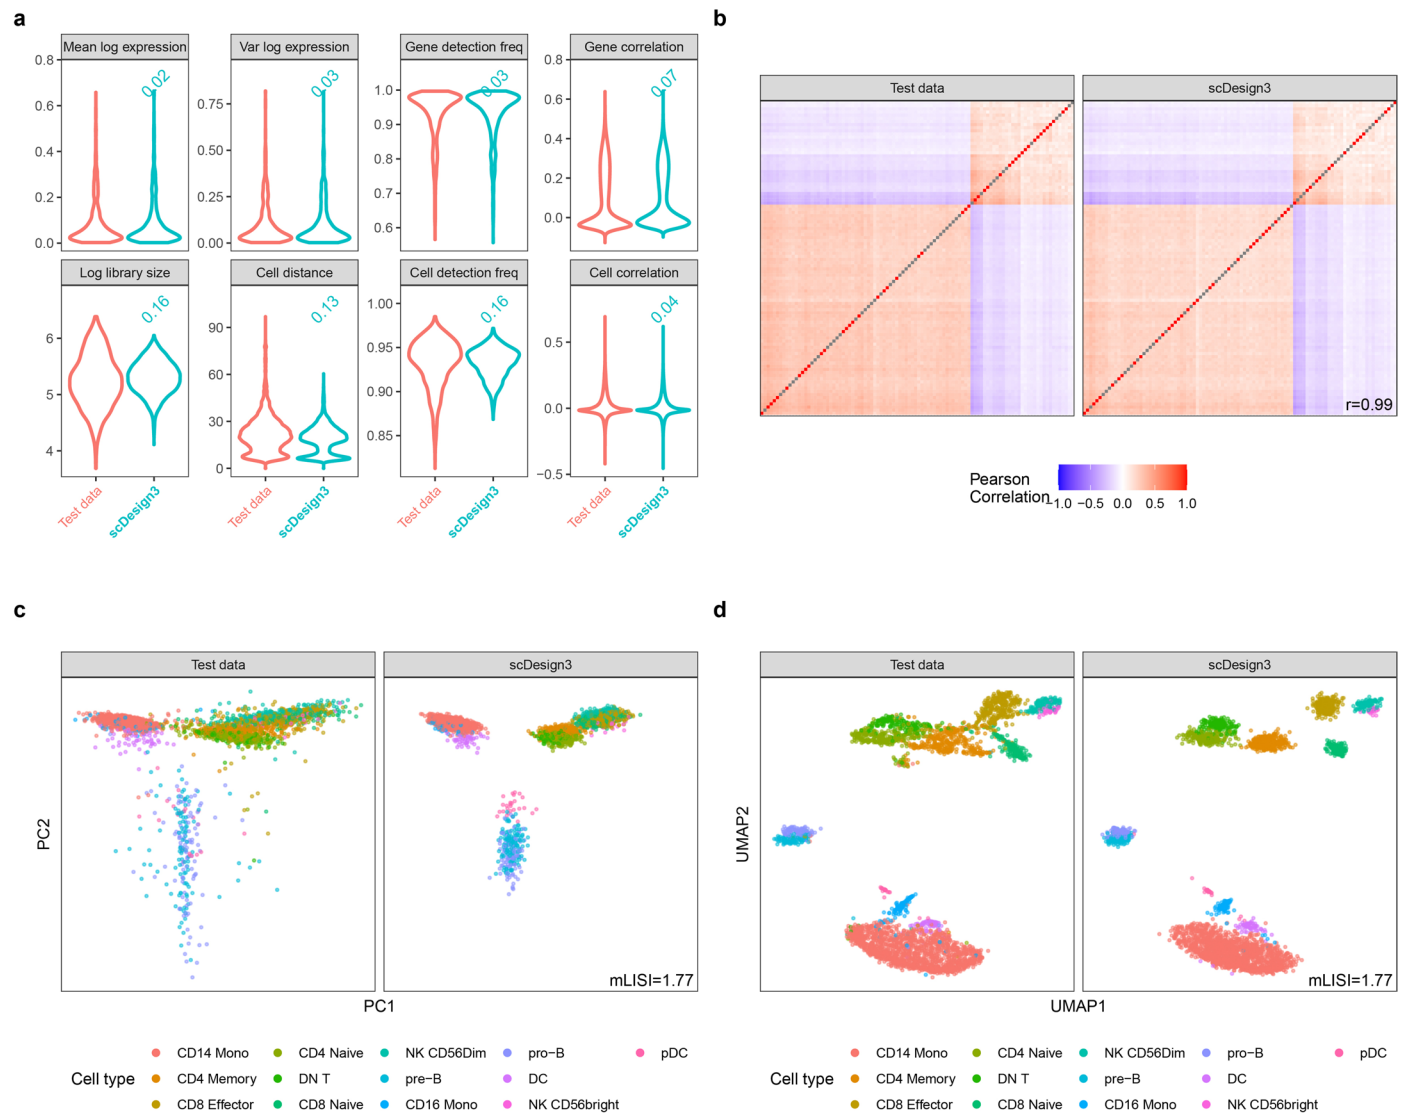 a
Mean log expression
Var log expression
Gene detection freq
Gene correlation
0.8
0.6
0.4
0.2
0.0
0.02
0.75
0.50
0.25
0.00
0.03
1.0
0.9
0.8
0.7
0.6
0.03
0.8
0.6
0.4
0.2
0.0
0.07
Log library size
Cell distance
Cell detection freq
Cell correlation
6
5
4
0.16
90
60
30
0
0.13
1.00
0.95
0.90
0.85
0.16
0.5
0.0
−0.5
0.04
Test data
scDesign3
Test data
scDesign3
Test data
scDesign3
Test data
scDesign3
b
Test data
scDesign3
r=0.99
Pearson
Correlation
−1.0 −0.5 0.0 0.5 1.0
c
Test data
scDesign3
PC2
mLISI=1.77
PC1
Cell type
CD14 Mono
CD4 Naive
NK CD56Dim
pro−B
pDC
CD4 Memory
DN T
pre−B
DC
CD8 Effector
CD8 Naive
CD16 Mono
NK CD56bright
d
Test data
scDesign3
UMAP2
mLISI=1.77
UMAP1
Cell type
CD14 Mono
CD4 Naive
NK CD56Dim
pro−B
pDC
CD4 Memory
DN T
pre−B
DC
CD8 Effector
CD8 Naive
CD16 Mono
NK CD56bright